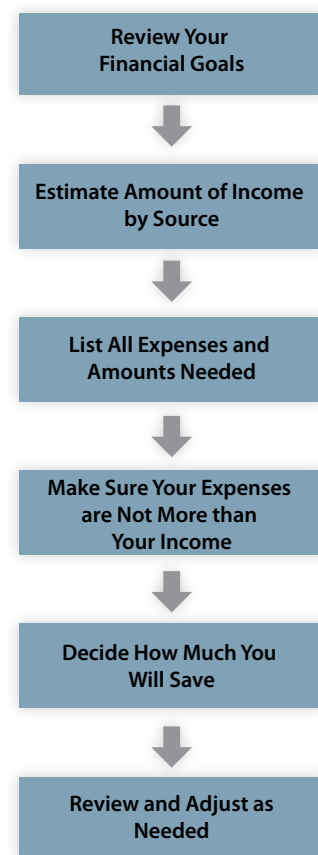 Review Your
Financial Goals
Estimate Amount of Income
by Source
List All Expenses and
Amounts Needed
Make Sure Your Expenses
are Not More than
Your Income
Decide How Much You
Will Save
Review and Adjust as
Needed